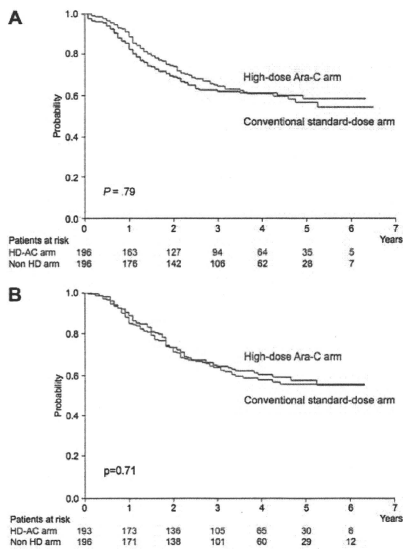 A
1.0
0.8
0.6
0.4
0.2
0.0
Probability
High-dose Ara-C arm
Conventional standard-dose arm
P = .79
0 1 2 3 4 5 6 7
Years
Patients at risk
HD-AC arm 196 163 127 94 64 35 5
Non HD arm 196 176 142 106 62 28 7
B
1.0
0.8
0.6
0.4
0.2
0.0
Probability
High-dose Ara-C arm
Conventional standard-dose arm
p=0.71
0 1 2 3 4 5 6 7
Years
Patients at risk
HD-AC arm 193 173 136 105 65 30 8
Non HD arm 196 171 138 101 60 29 12